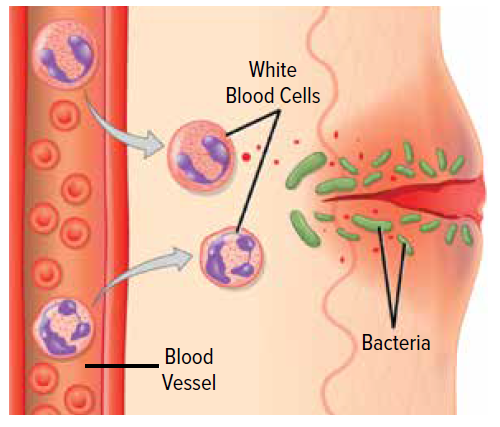 White
Blood Cells
Bacteria
Blood
Vessel